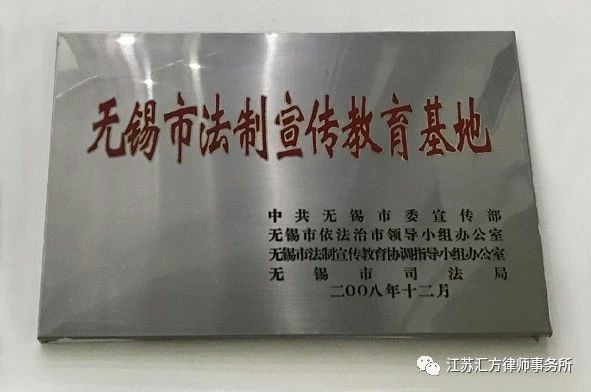 无锡市法制宣传教育基地
中共无锡市委宣传部
无锡市依法治市领导小组办公室
无锡市法制宣传教育协调指导小组办公室
无锡市司法局
二00八年十二月
江苏汇方律师事务所